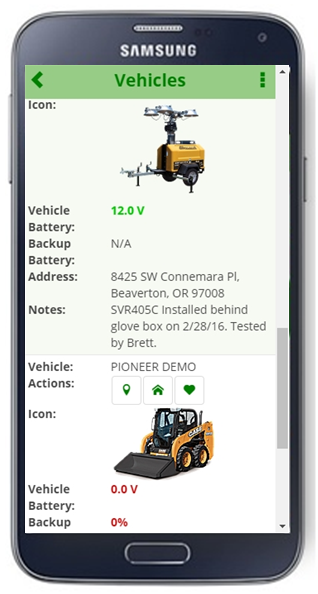 SAMSUNG
Vehicles
Icon:
Vehicle Battery: 12.0 V
Backup Battery: N/A
Address: 8425 SW Connemara Pl, Beaverton, OR 97008
Notes: SVR405C Installed behind glove box on 2/28/16. Tested by Brett.
Vehicle: PIONEER DEMO
Actions:
Icon:
Vehicle Battery: 0.0 V
Backup 0%